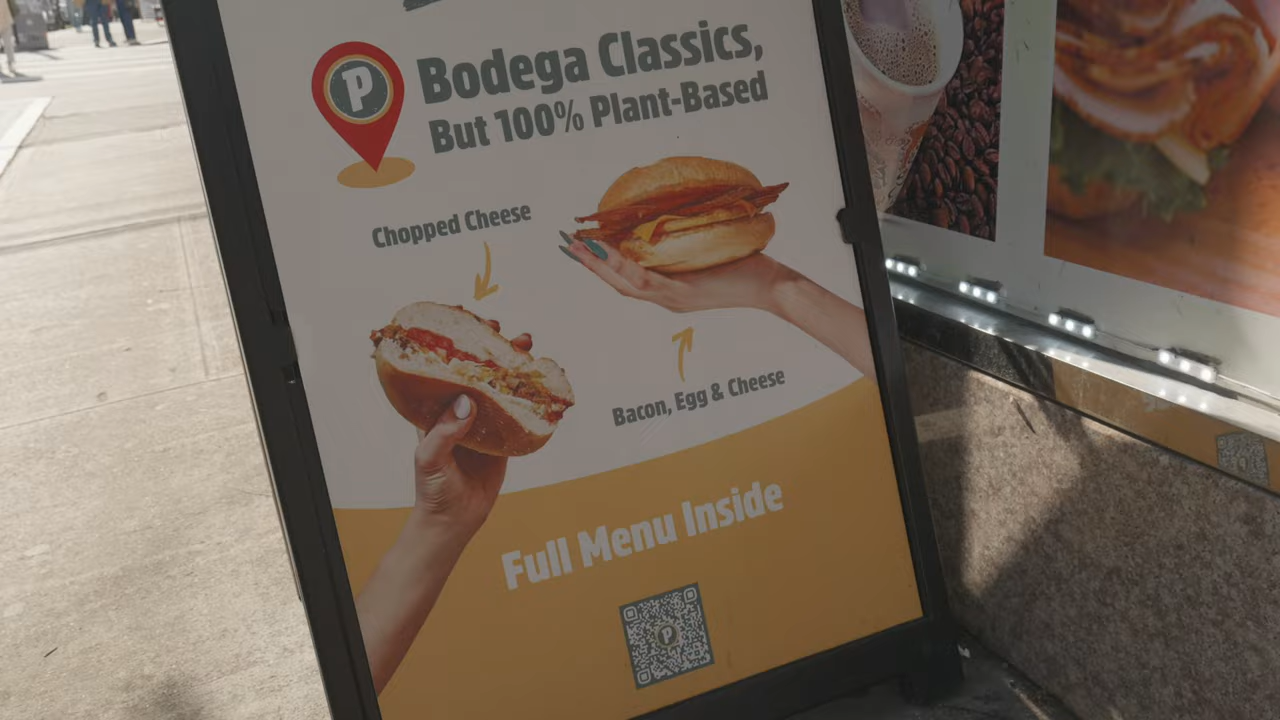 P
Bodega Classics,
But 100% Plant-Based
Chopped Cheese
Bacon, Egg & Cheese
Full Menu Inside
P